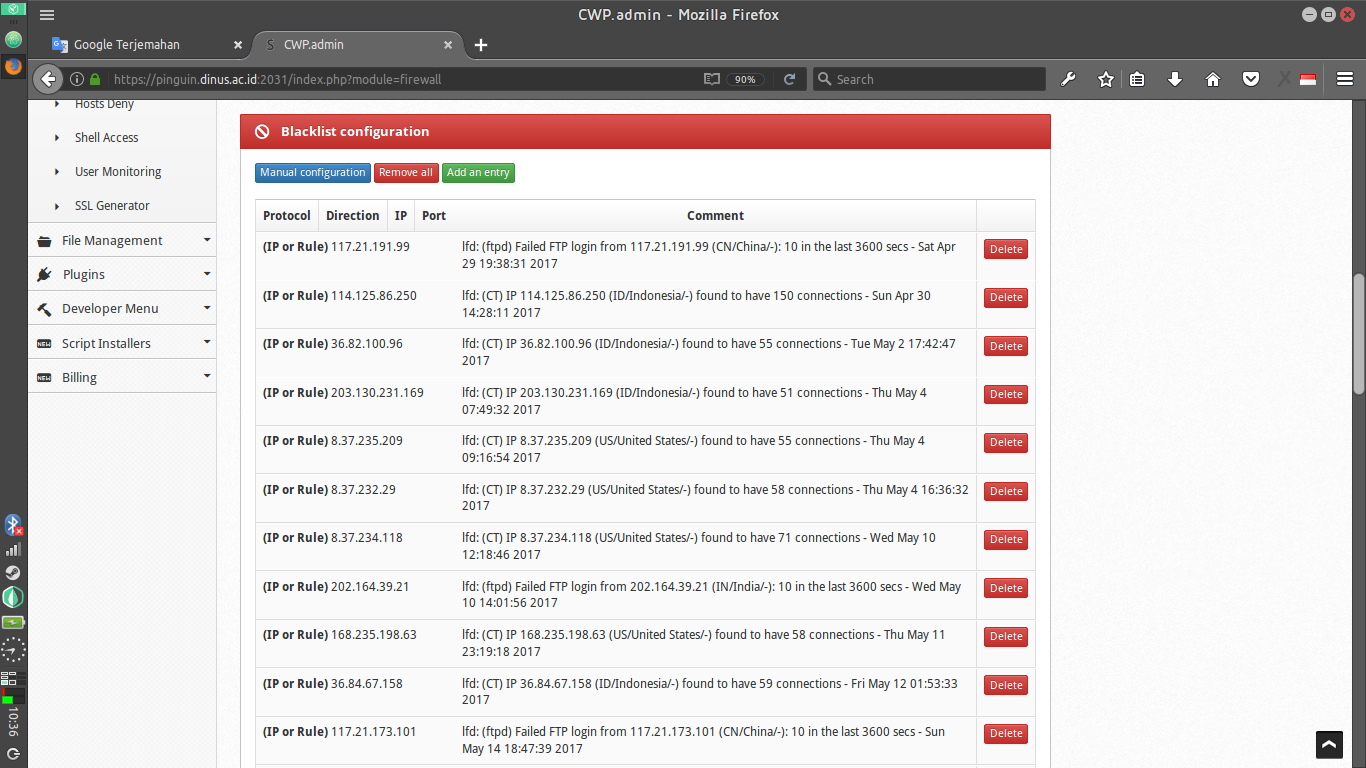 CWP.admin - Mozilla Firefox
Google Terjemahan
CWP.admin
https://pinguin.dinus.ac.id:2031/index.php?module=firewall
90%
Search
Hosts Deny
Shell Access
User Monitoring
SSL Generator
File Management
Plugins
Developer Menu
NEW Script Installers
NEW Billing
10:36
Blacklist configuration
Manual configuration Remove all Add an entry
Protocol Direction IP Port Comment
(IP or Rule) 117.21.191.99 lfd: (ftpd) Failed FTP login from 117.21.191.99 (CN/China/-): 10 in the last 3600 secs - Sat Apr
29 19:38:31 2017
Delete
(IP or Rule) 114.125.86.250 lfd: (CT) IP 114.125.86.250 (ID/Indonesia/-) found to have 150 connections - Sun Apr 30
14:28:11 2017
Delete
(IP or Rule) 36.82.100.96 lfd: (CT) IP 36.82.100.96 (ID/Indonesia/-) found to have 55 connections - Tue May 2 17:42:47
2017
Delete
(IP or Rule) 203.130.231.169 lfd: (CT) IP 203.130.231.169 (ID/Indonesia/-) found to have 51 connections - Thu May 4
07:49:32 2017
Delete
(IP or Rule) 8.37.235.209 lfd: (CT) IP 8.37.235.209 (US/United States/-) found to have 55 connections - Thu May 4
09:16:54 2017
Delete
(IP or Rule) 8.37.232.29 lfd: (CT) IP 8.37.232.29 (US/United States/-) found to have 58 connections - Thu May 4 16:36:32
2017
Delete
(IP or Rule) 8.37.234.118 lfd: (CT) IP 8.37.234.118 (US/United States/-) found to have 71 connections - Wed May 10
12:18:46 2017
Delete
(IP or Rule) 202.164.39.21 lfd: (ftpd) Failed FTP login from 202.164.39.21 (IN/India/-): 10 in the last 3600 secs - Wed May
10 14:01:56 2017
Delete
(IP or Rule) 168.235.198.63 lfd: (CT) IP 168.235.198.63 (US/United States/-) found to have 58 connections - Thu May 11
23:19:18 2017
Delete
(IP or Rule) 36.84.67.158 lfd: (CT) IP 36.84.67.158 (ID/Indonesia/-) found to have 59 connections - Fri May 12 01:53:33
2017
Delete
(IP or Rule) 117.21.173.101 lfd: (ftpd) Failed FTP login from 117.21.173.101 (CN/China/-): 10 in the last 3600 secs - Sun
May 14 18:47:39 2017
Delete